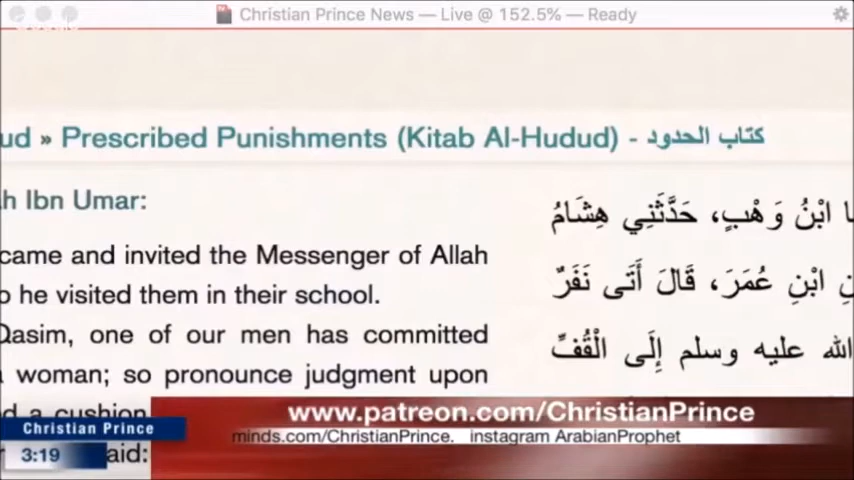 Christian Prince News — Live @ 152.5% — Ready
ud » Prescribed Punishments (Kitab Al-Hudud) - كتاب الحدود
h Ibn Umar:
came and invited the Messenger of Allah
o he visited them in their school.
Qasim, one of our men has committed
woman; so pronounce judgment upon
d a cushion
aid:
ا ابْنُ وَهْبٍ، حَدَّثَنِي هِشَامُ
نِ ابْنِ عُمَرَ، قَالَ أَتَى نَفَرٌ
الله عليه وسلم إِلَى الْقُفِّ
www.patreon.com/ChristianPrince
Christian Prince
minds.com/ChristianPrince. instagram ArabianProphet
3:19